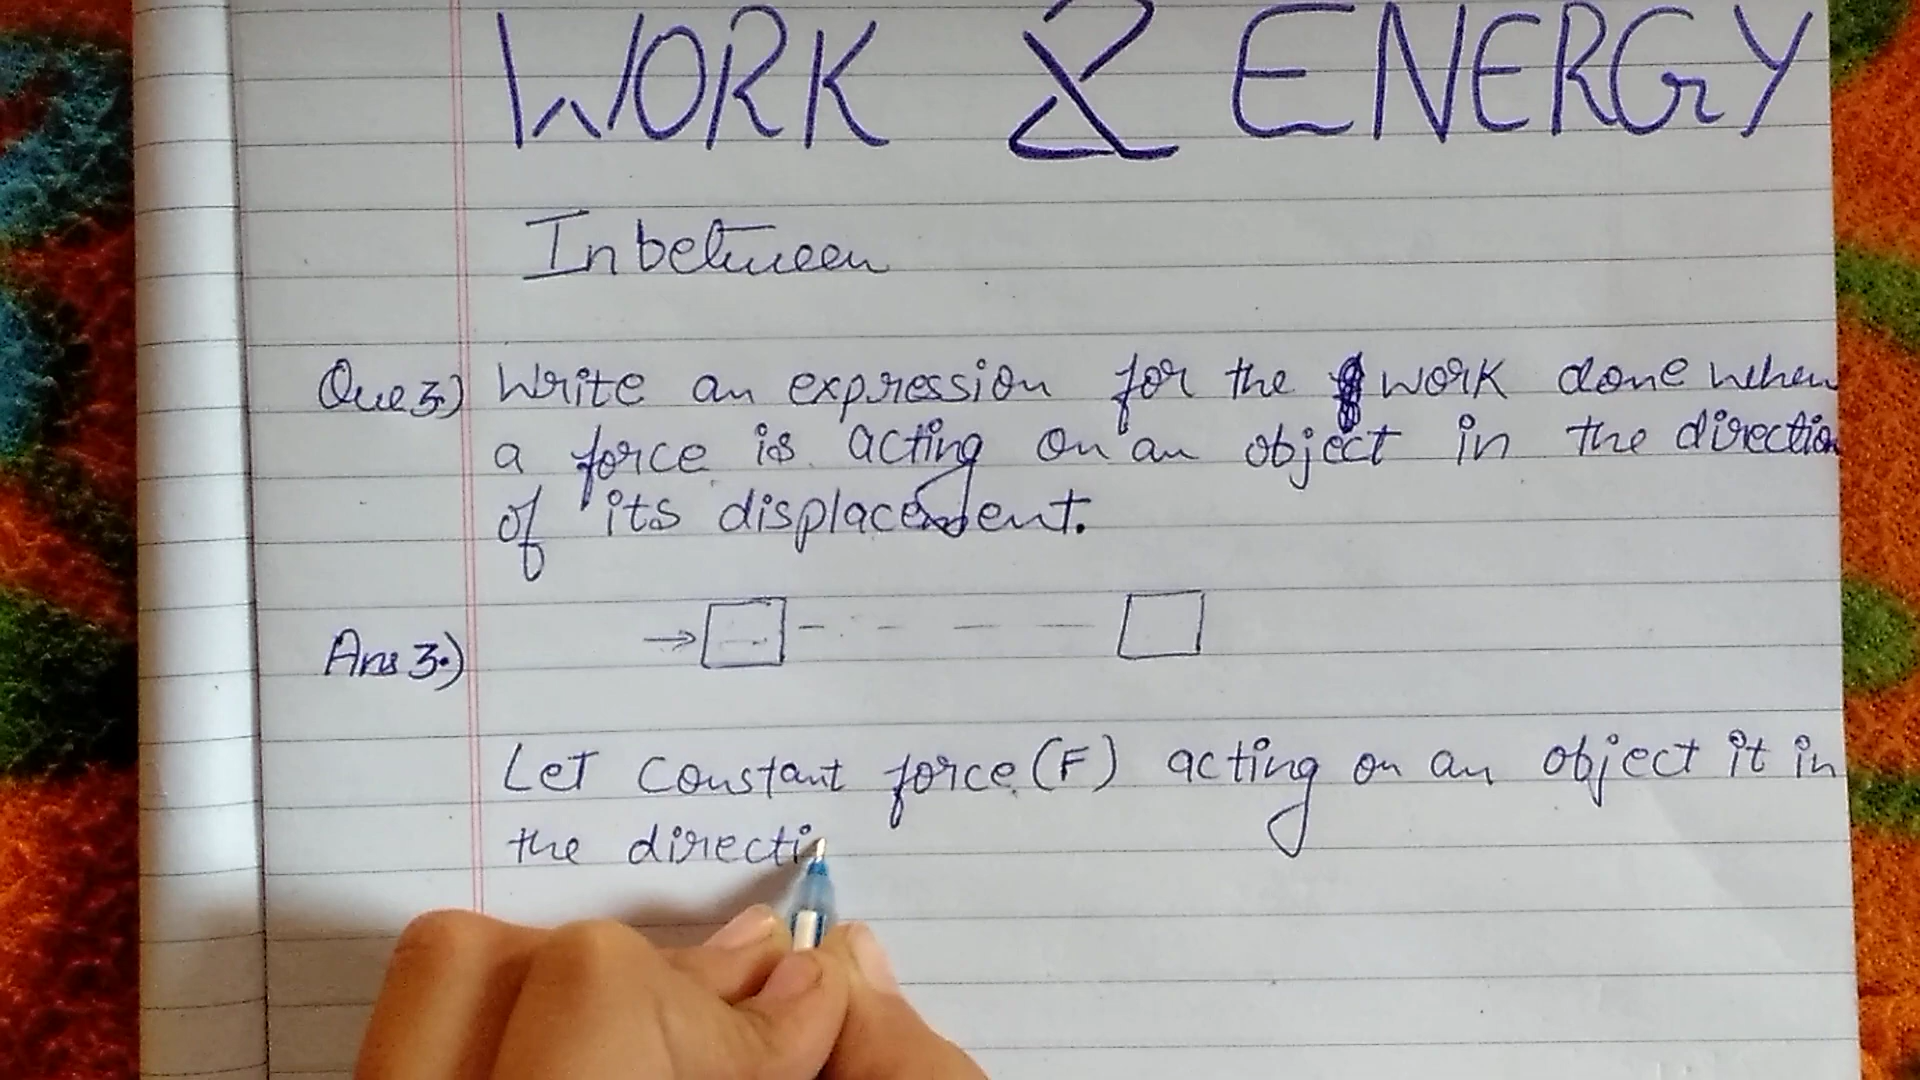 WORK & ENERGY
Inbetween
Que 3.) Write an expression for the work done when
a force is acting on an object in the direction
of its displacement.
Ans 3.)
Let Constant force (F) acting on an object it in
the directi